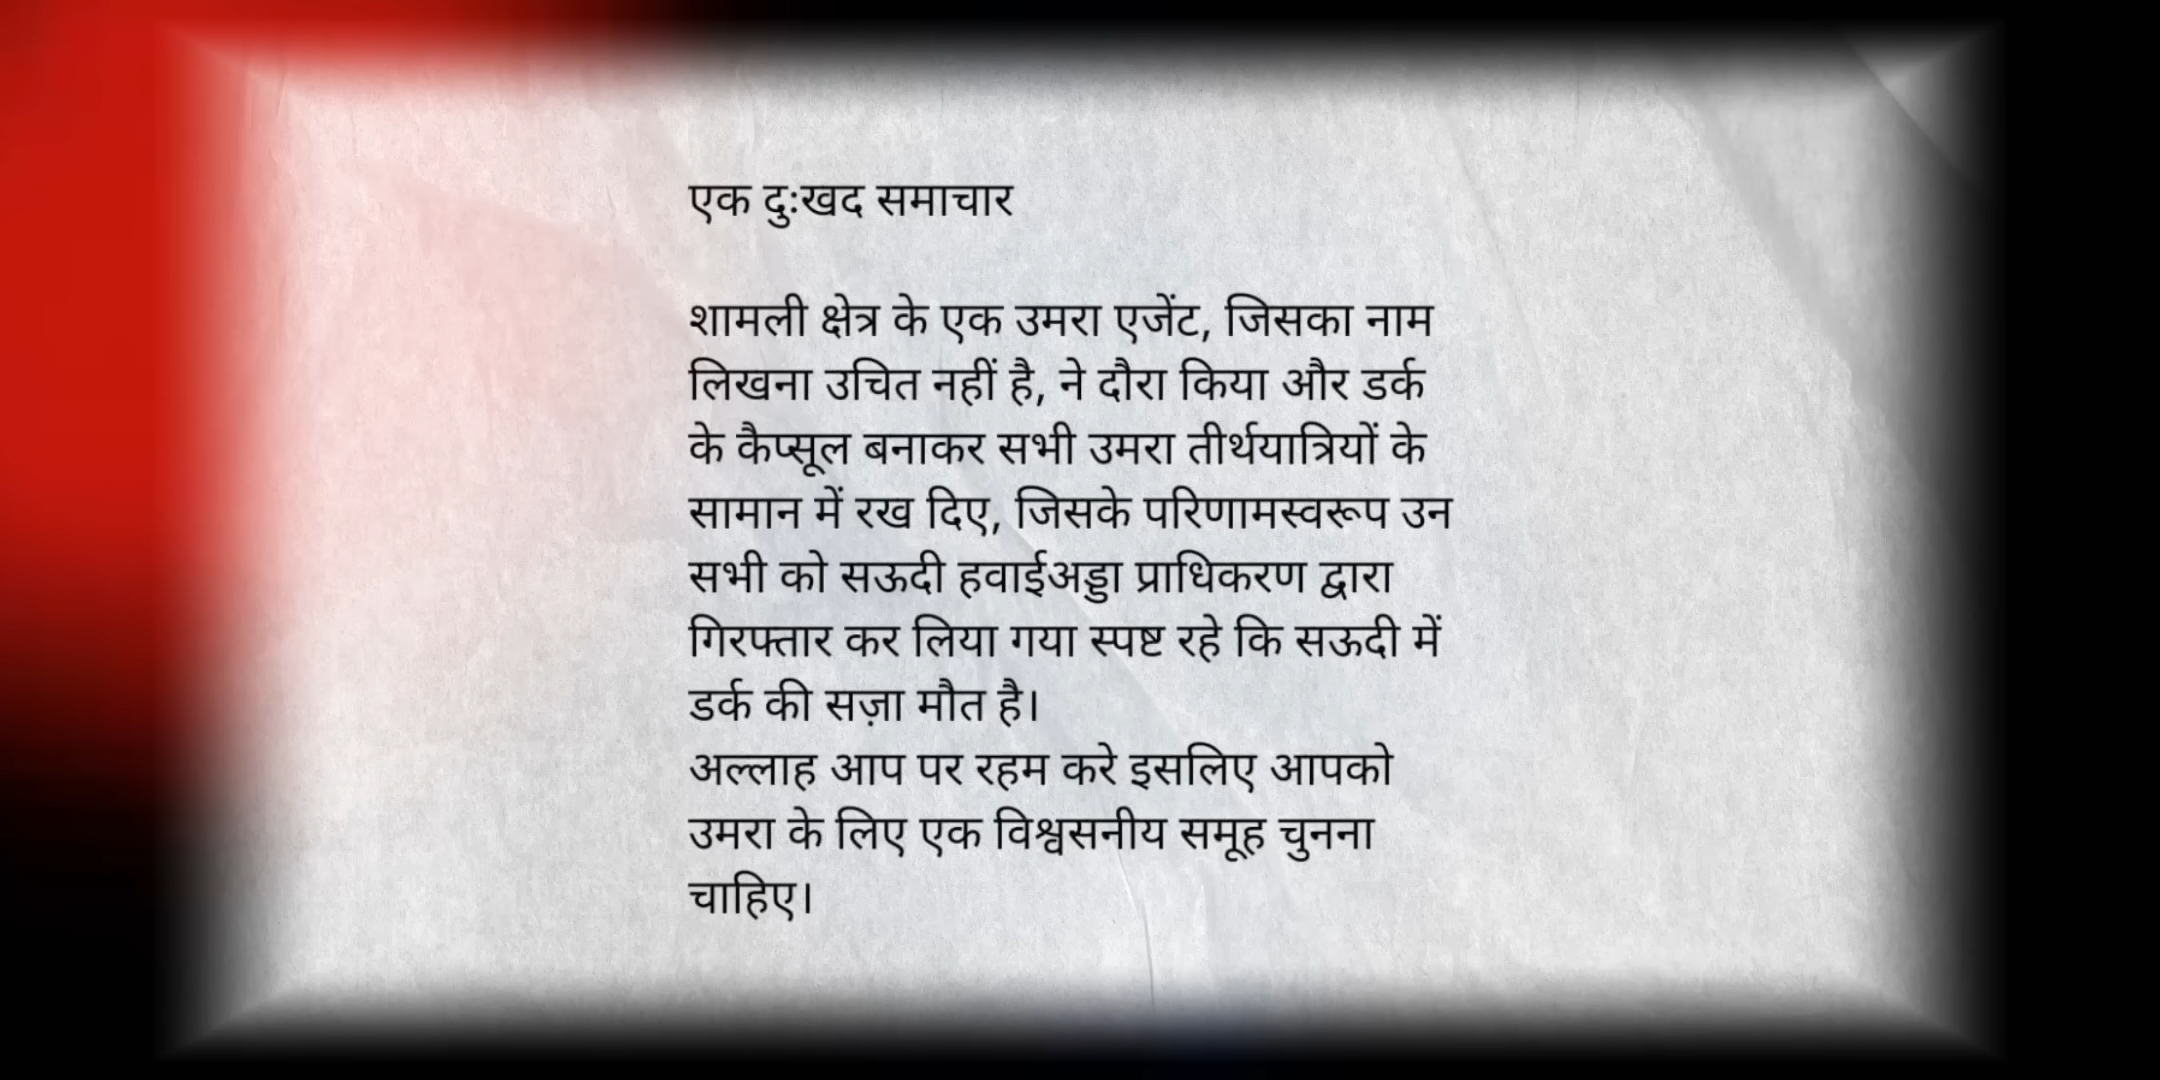 एक दुःखद समाचार
शामली क्षेत्र के एक उमरा एजेंट, जिसका नाम
लिखना उचित नहीं है, ने दौरा किया और डर्क
के कैप्सूल बनाकर सभी उमरा तीर्थयात्रियों के
सामान में रख दिए, जिसके परिणामस्वरूप उन
सभी को सऊदी हवाईअड्डा प्राधिकरण द्वारा
गिरफ्तार कर लिया गया स्पष्ट रहे कि सऊदी में
डर्क की सज़ा मौत है।
अल्लाह आप पर रहम करे इसलिए आपको
उमरा के लिए एक विश्वसनीय समूह चुनना
चाहिए।